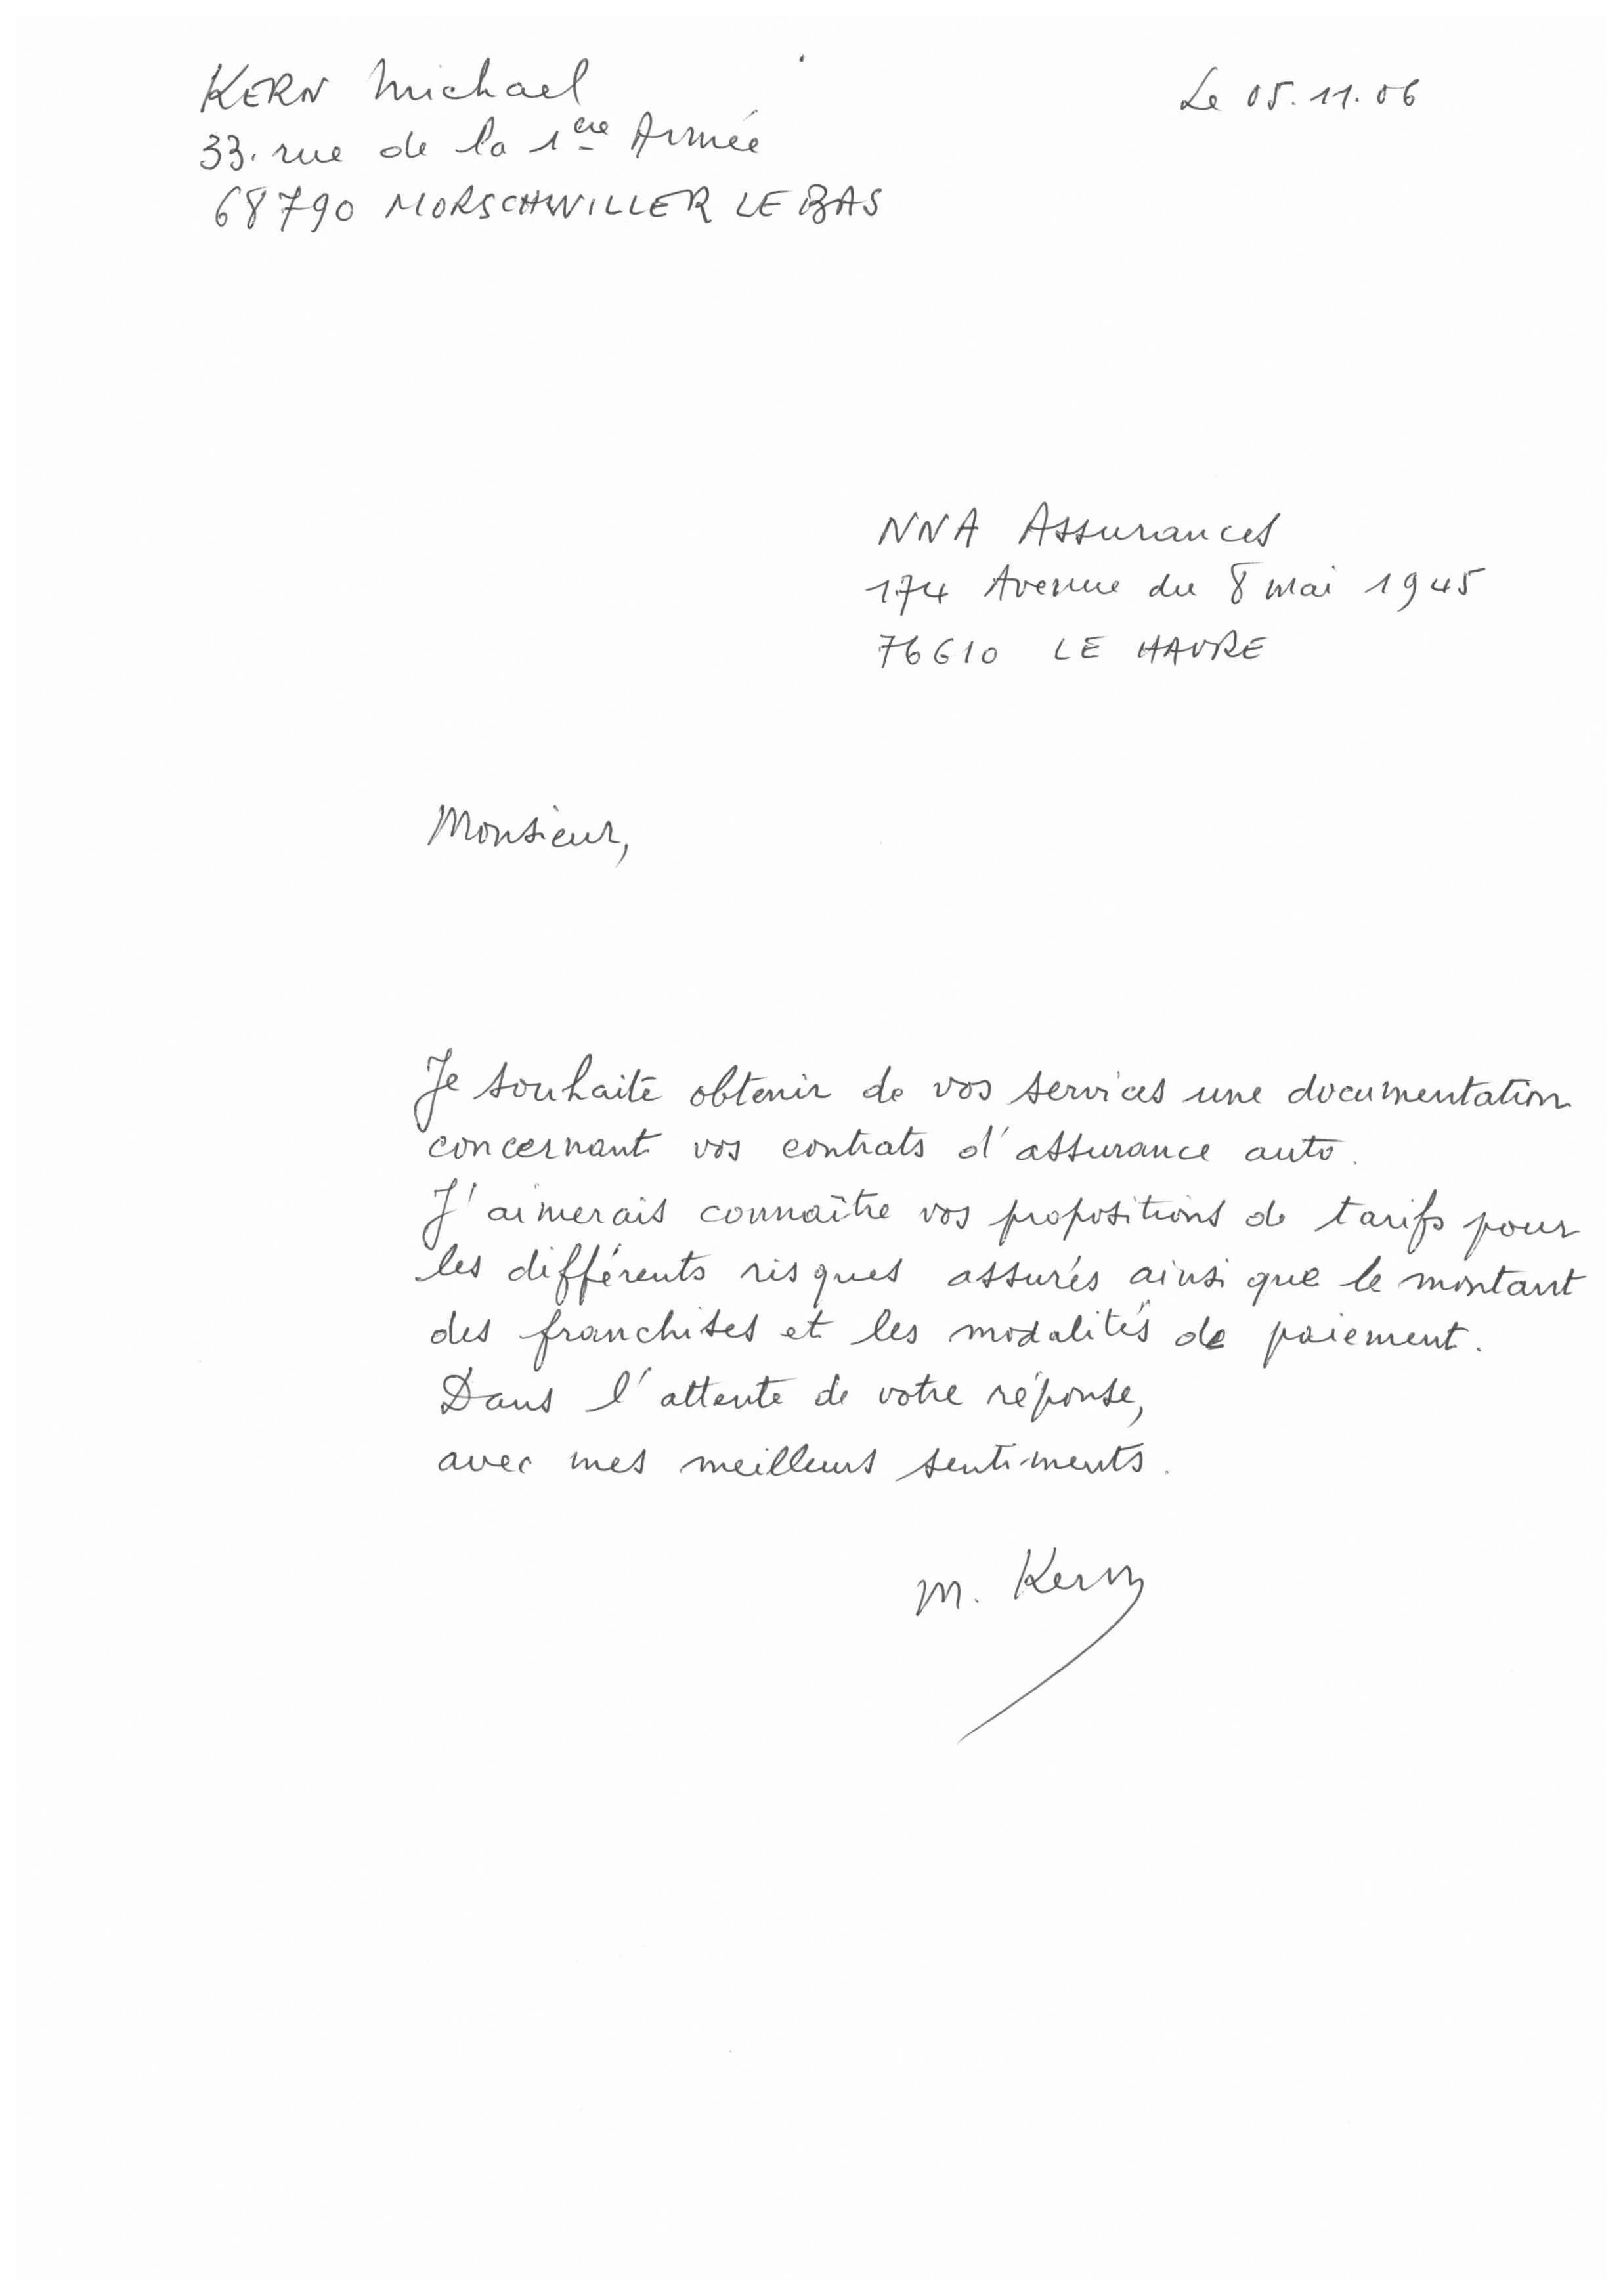 KERN Michael
Le 05.11.06
33. rue de la 1ère Armée
68790 MORSCHWILLER LE BAS
NNA Assurances
174 Avenue du 8 mai 1945
76610 LE HAVRE
Monsieur,
Je souhaite obtenir de vos services une documentation
concernant vos contrats d'assurance auto.
J'aimerais connaître vos propositions de tarifs pour
les différents risques assurés ainsi que le montant
des franchises et les modalités de paiement.
Dans l'attente de votre réponse,
avec mes meilleurs sentiments.
M. Kern